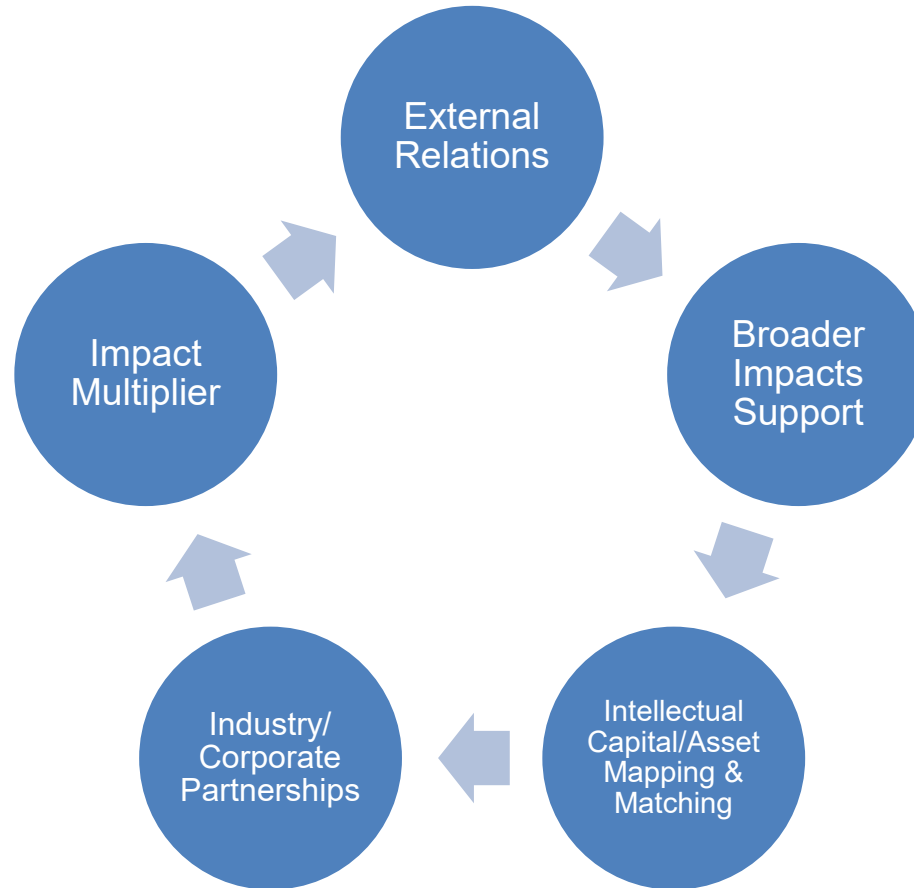 External
Relations
Broader
Impacts
Support
Intellectual
Capital/Asset
Mapping &
Matching
Industry/
Corporate
Partnerships
Impact
Multiplier